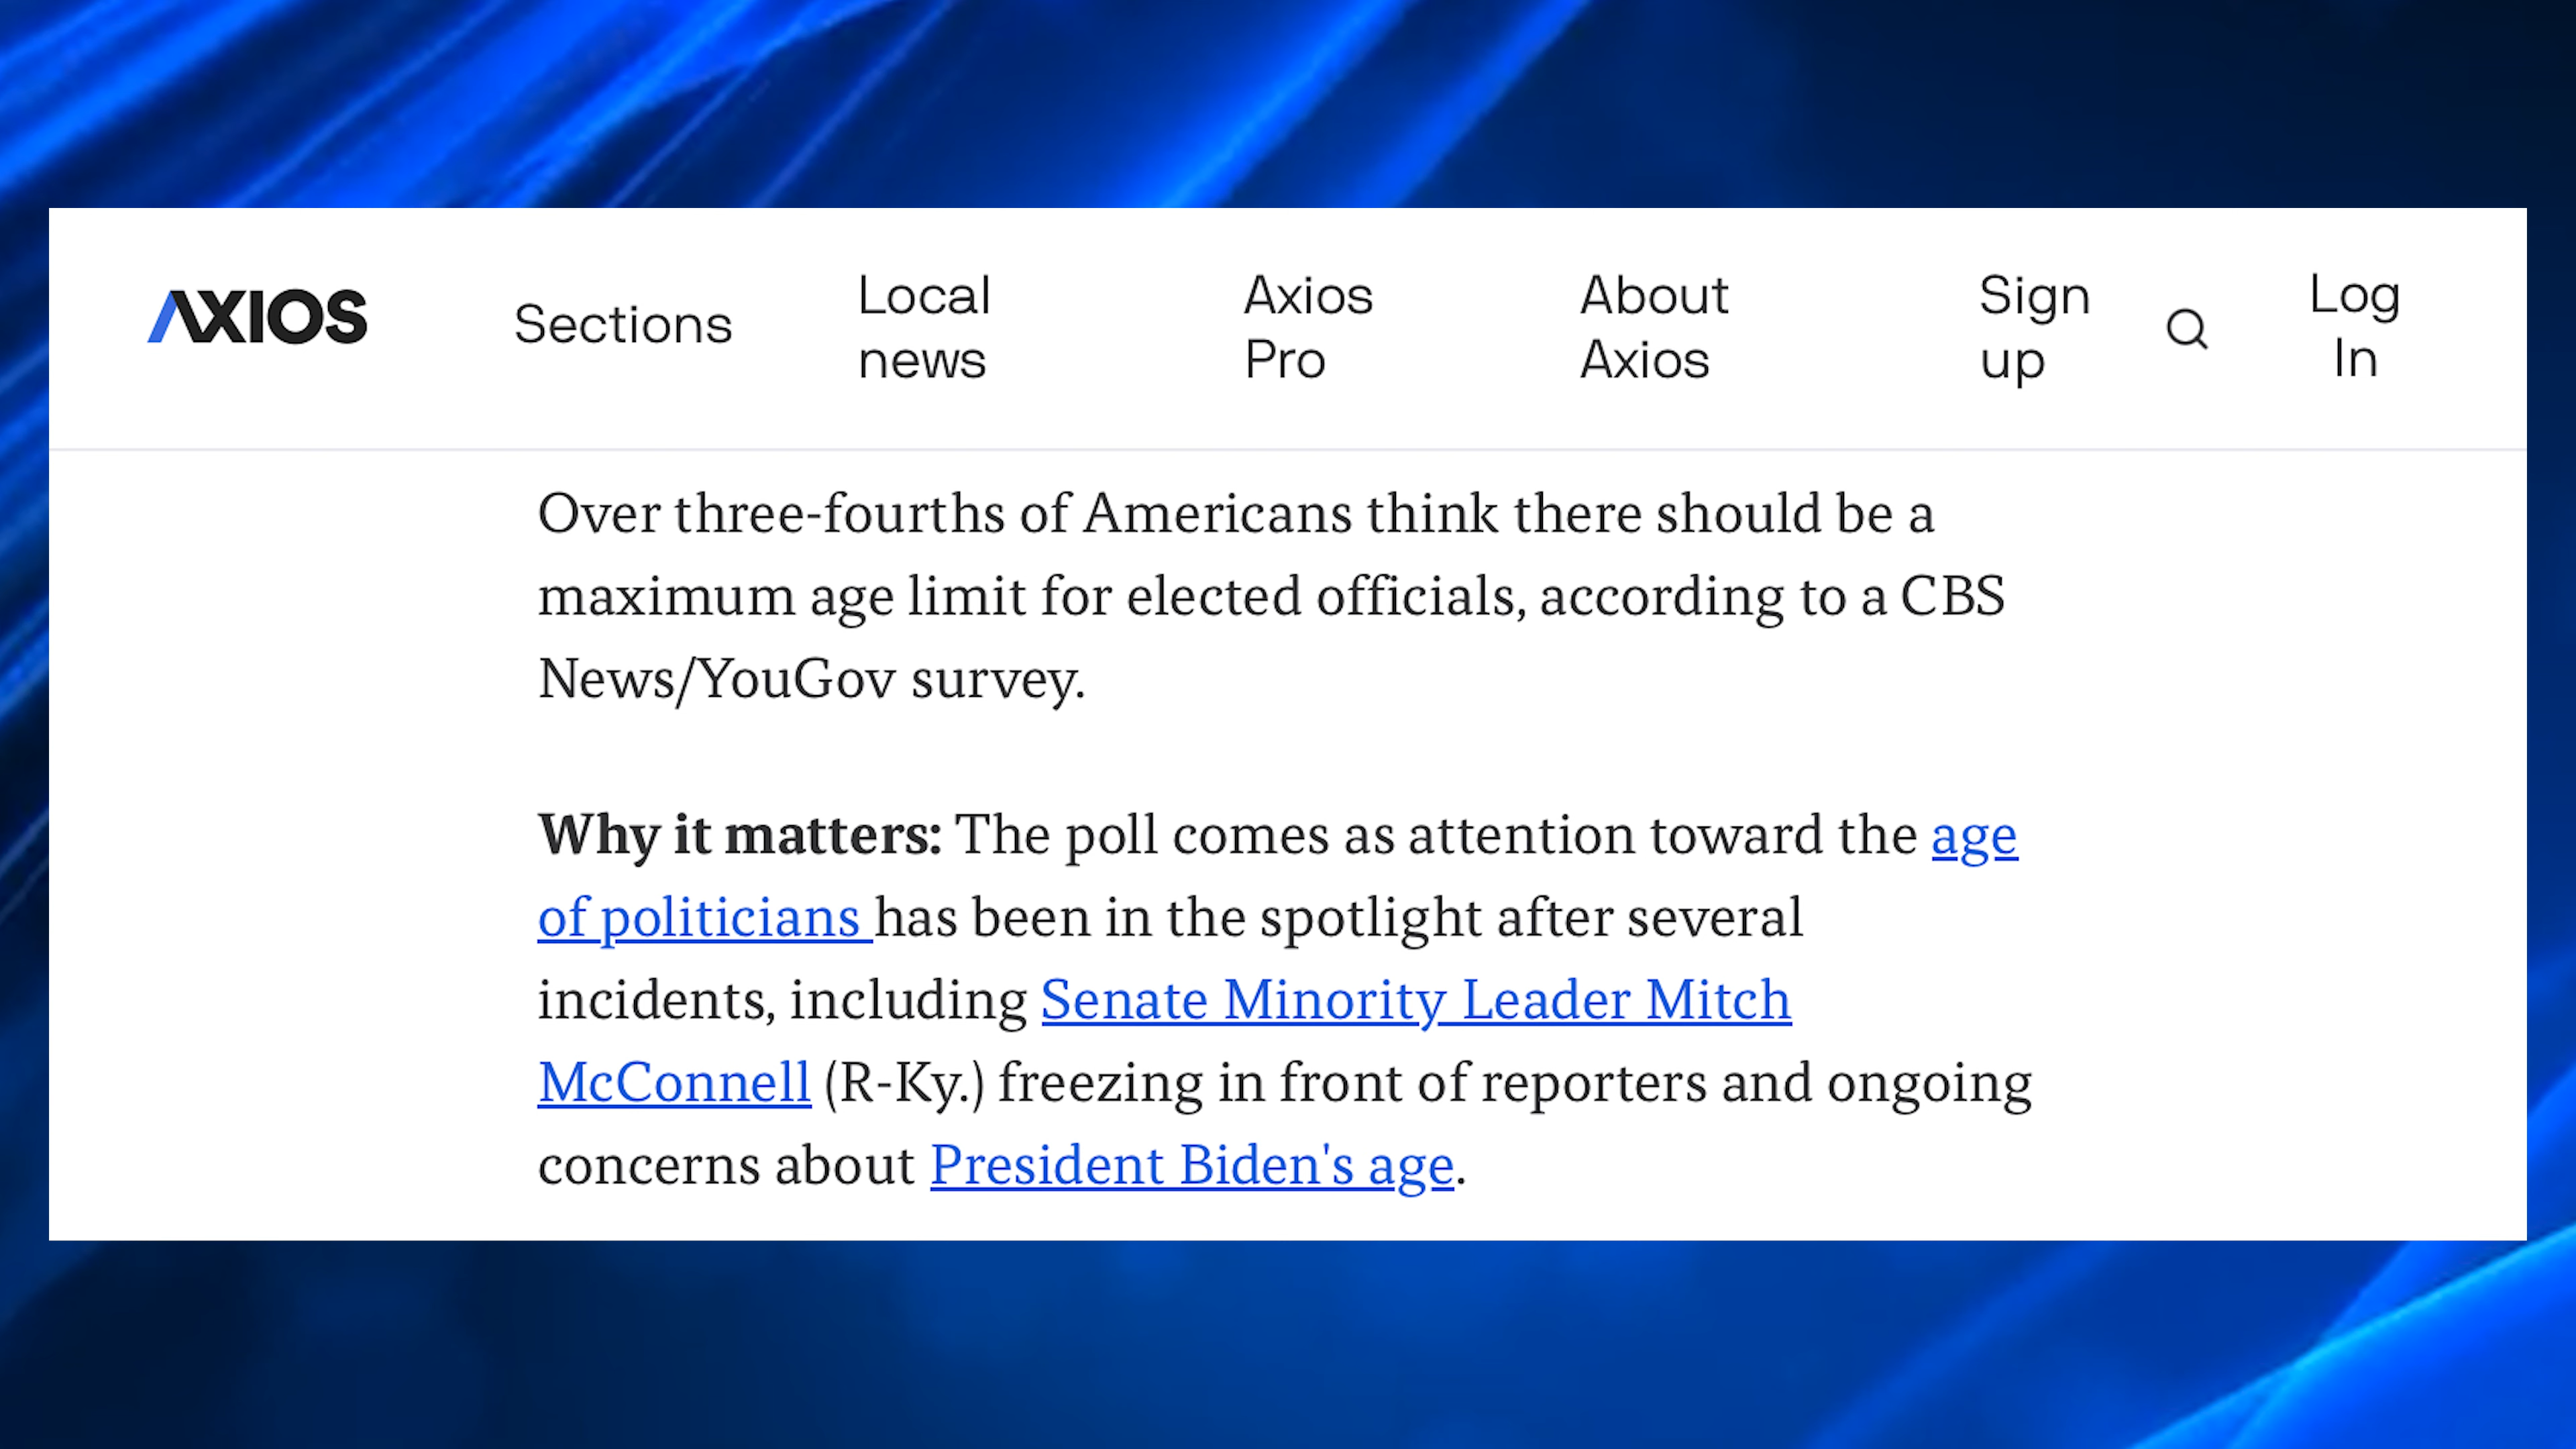 AXIOS
Sections
Local
news
Axios
Pro
About
Axios
Sign
up
Log
In
Over three-fourths of Americans think there should be a
maximum age limit for elected officials, according to a CBS
News/YouGov survey.
Why it matters: The poll comes as attention toward the age
of politicians has been in the spotlight after several
incidents, including Senate Minority Leader Mitch
McConnell (R-Ky.) freezing in front of reporters and ongoing
concerns about President Biden's age.